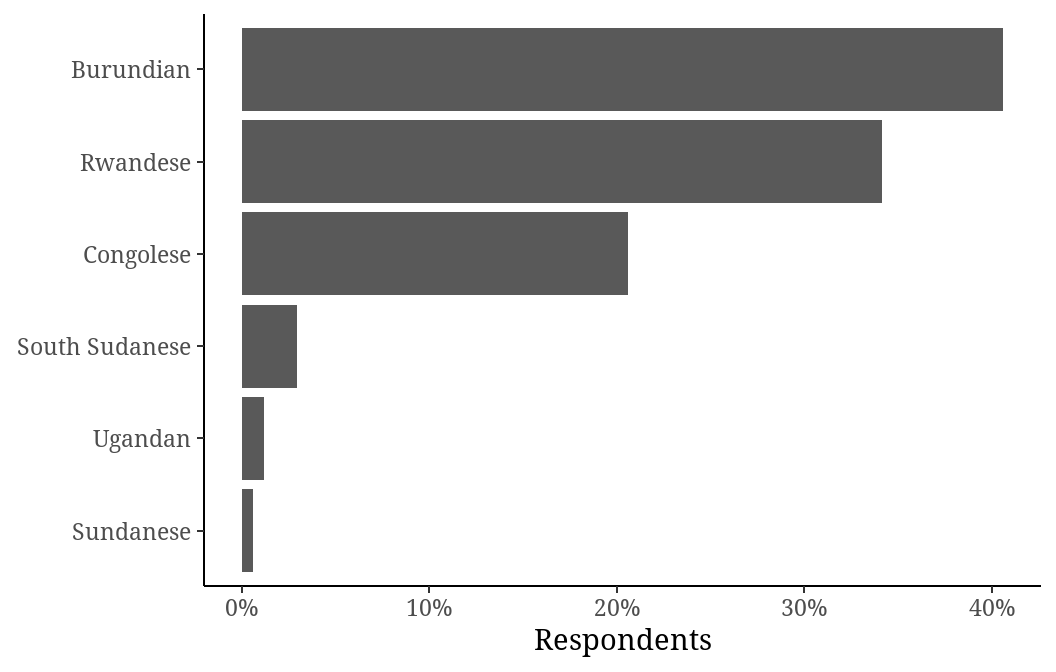 Burundian
Rwandese
Congolese
South Sudanese
Ugandan
Sundanese
0% 10% 20% 30% 40%
Respondents